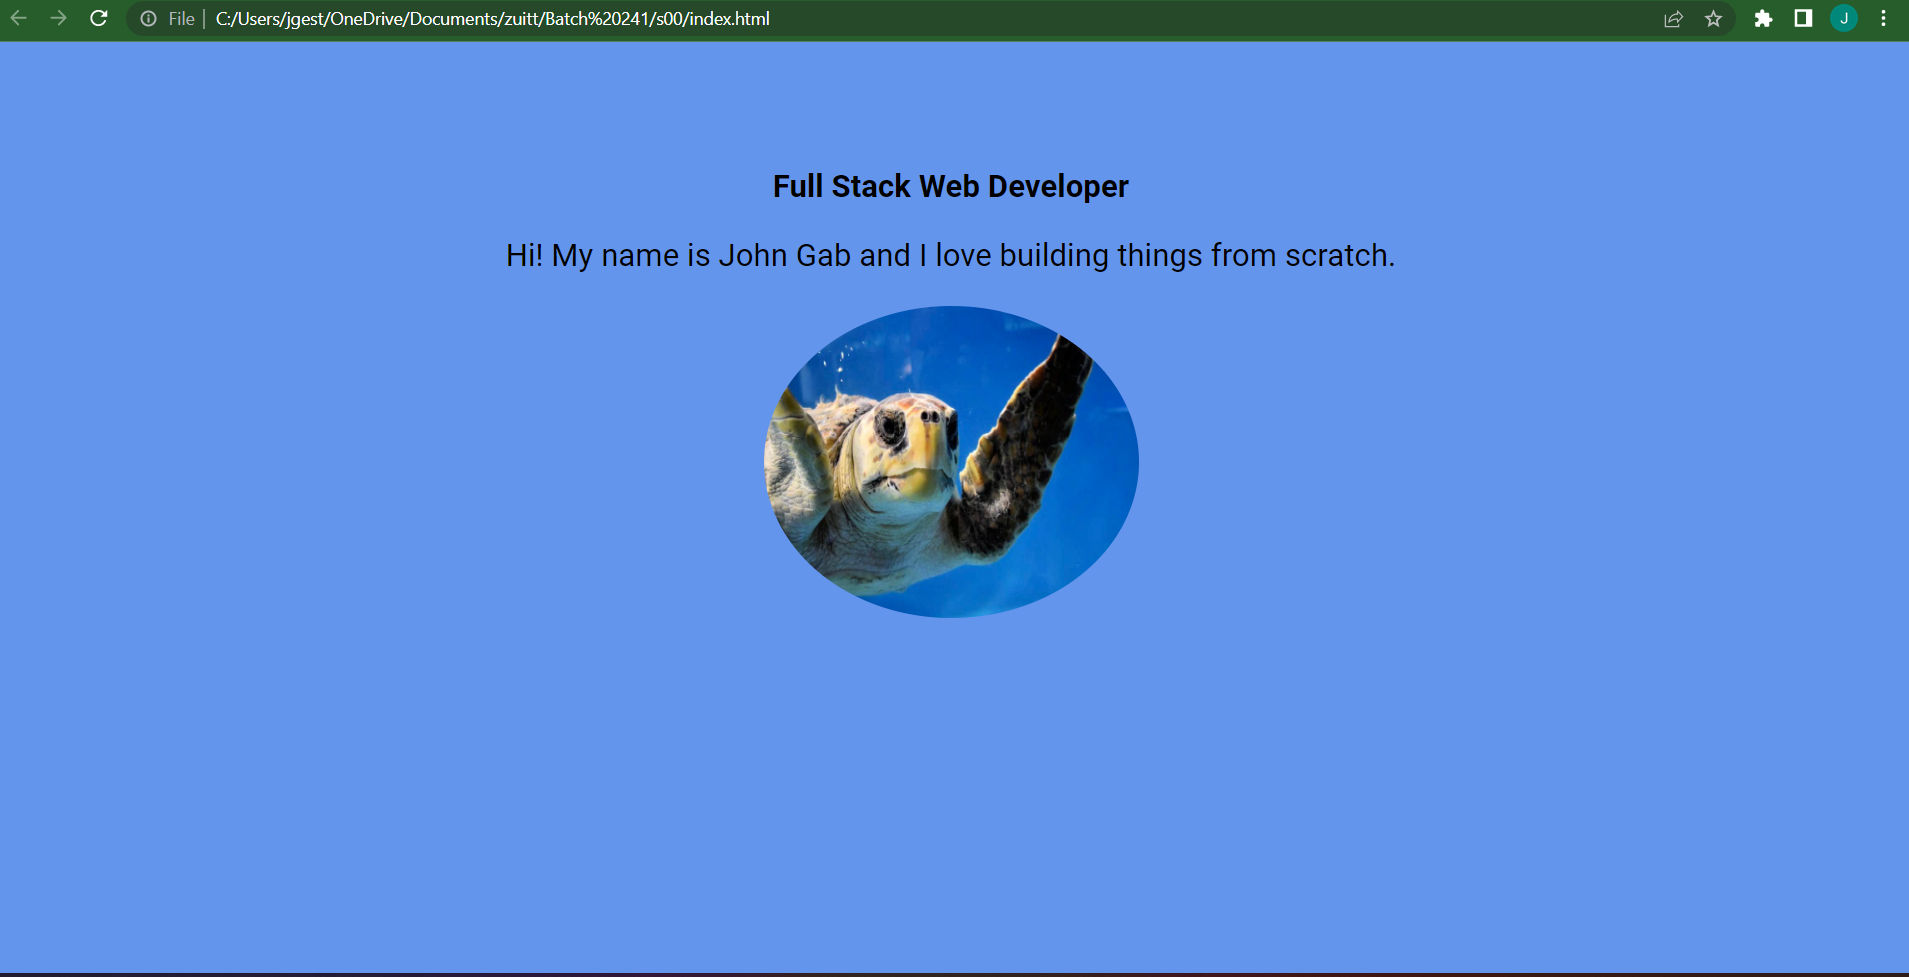 File | C:/Users/jgest/OneDrive/Documents/zuitt/Batch%20241/s00/index.html
J
Full Stack Web Developer
Hi! My name is John Gab and I love building things from scratch.